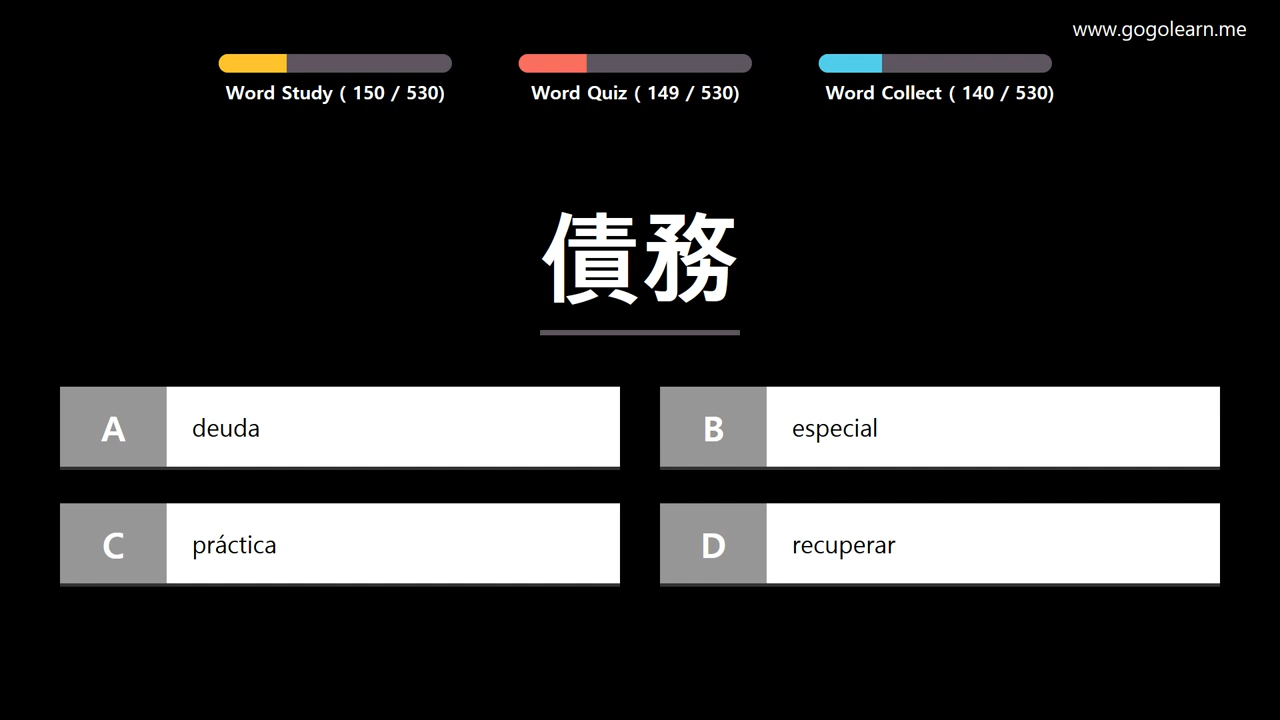 www.gogolearn.me
Word Study ( 150 / 530)
Word Quiz ( 149 / 530)
Word Collect ( 140 / 530)
債務
A deuda
B especial
C práctica
D recuperar